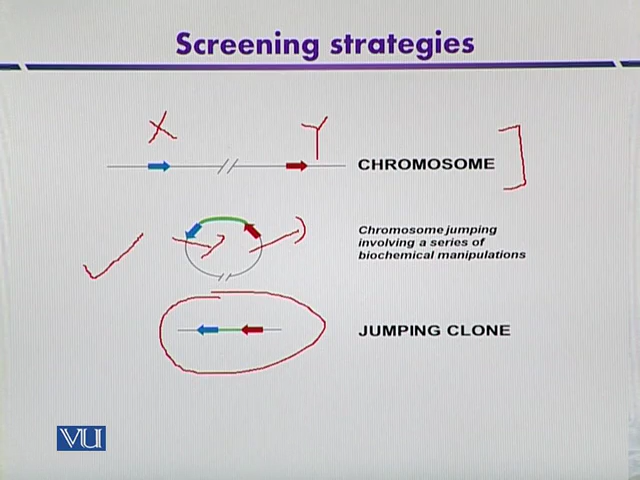 Screening strategies
X
Y
CHROMOSOME
Chromosome jumping
involving a series of
biochemical manipulations
JUMPING CLONE
VU